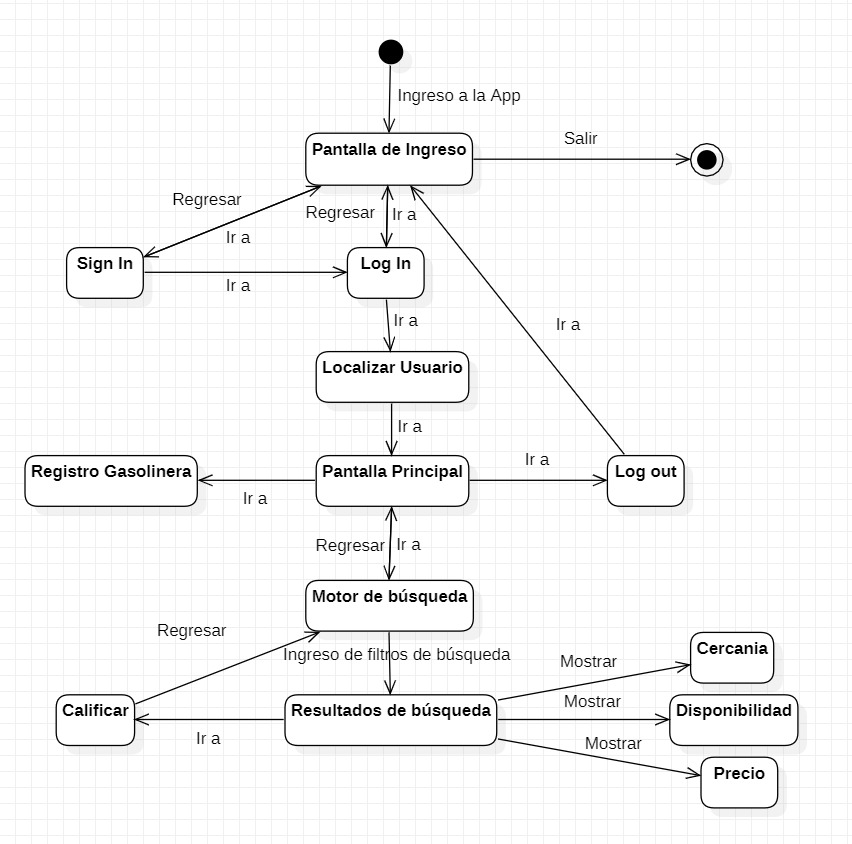 Ingreso a la App
Pantalla de Ingreso
Salir
Regresar
Ir a
Regresar
Ir a
Sign In
Ir a
Log In
Ir a
Ir a
Localizar Usuario
Ir a
Registro Gasolinera
Ir a
Pantalla Principal
Ir a
Log out
Regresar
Ir a
Motor de búsqueda
Regresar
Ingreso de filtros de búsqueda
Calificar
Ir a
Resultados de búsqueda
Mostrar
Cercania
Mostrar
Disponibilidad
Mostrar
Precio